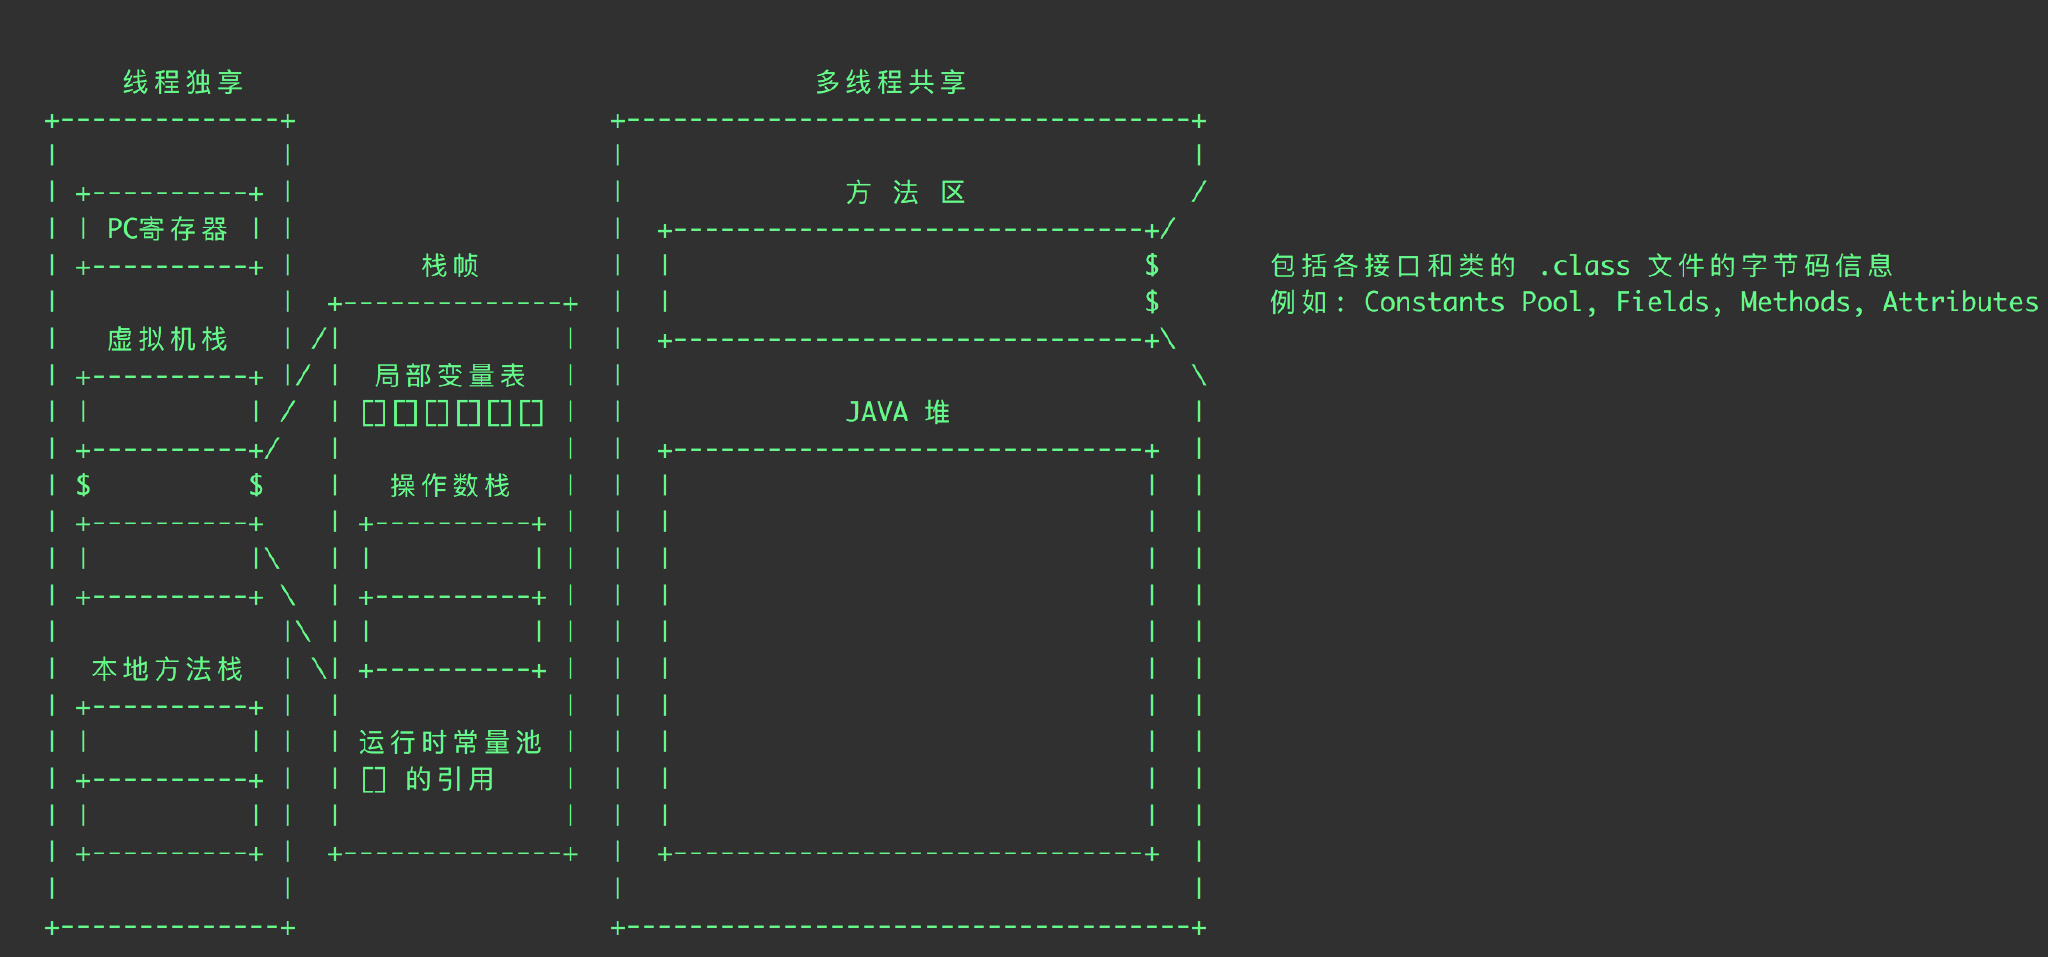 线程独享
多线程共享
PC寄存器
虚拟机栈
本地方法栈
栈帧
局部变量表
操作数栈
运行时常量池
的引用
方 法 区
JAVA 堆
包括各接口和类的 .class 文件的字节码信息
例如: Constants Pool, Fields, Methods, Attributes